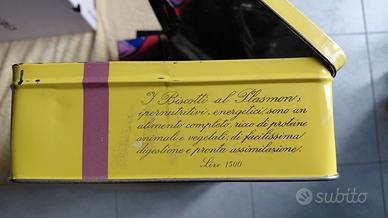 I Biscotti al Plasmon,
ipernutritivi, energetici, sono un
alimento completo, ricco di proteine
animali e vegetali, di facilissima
digestione e pronta assimilazione.
Lire 1500
subito